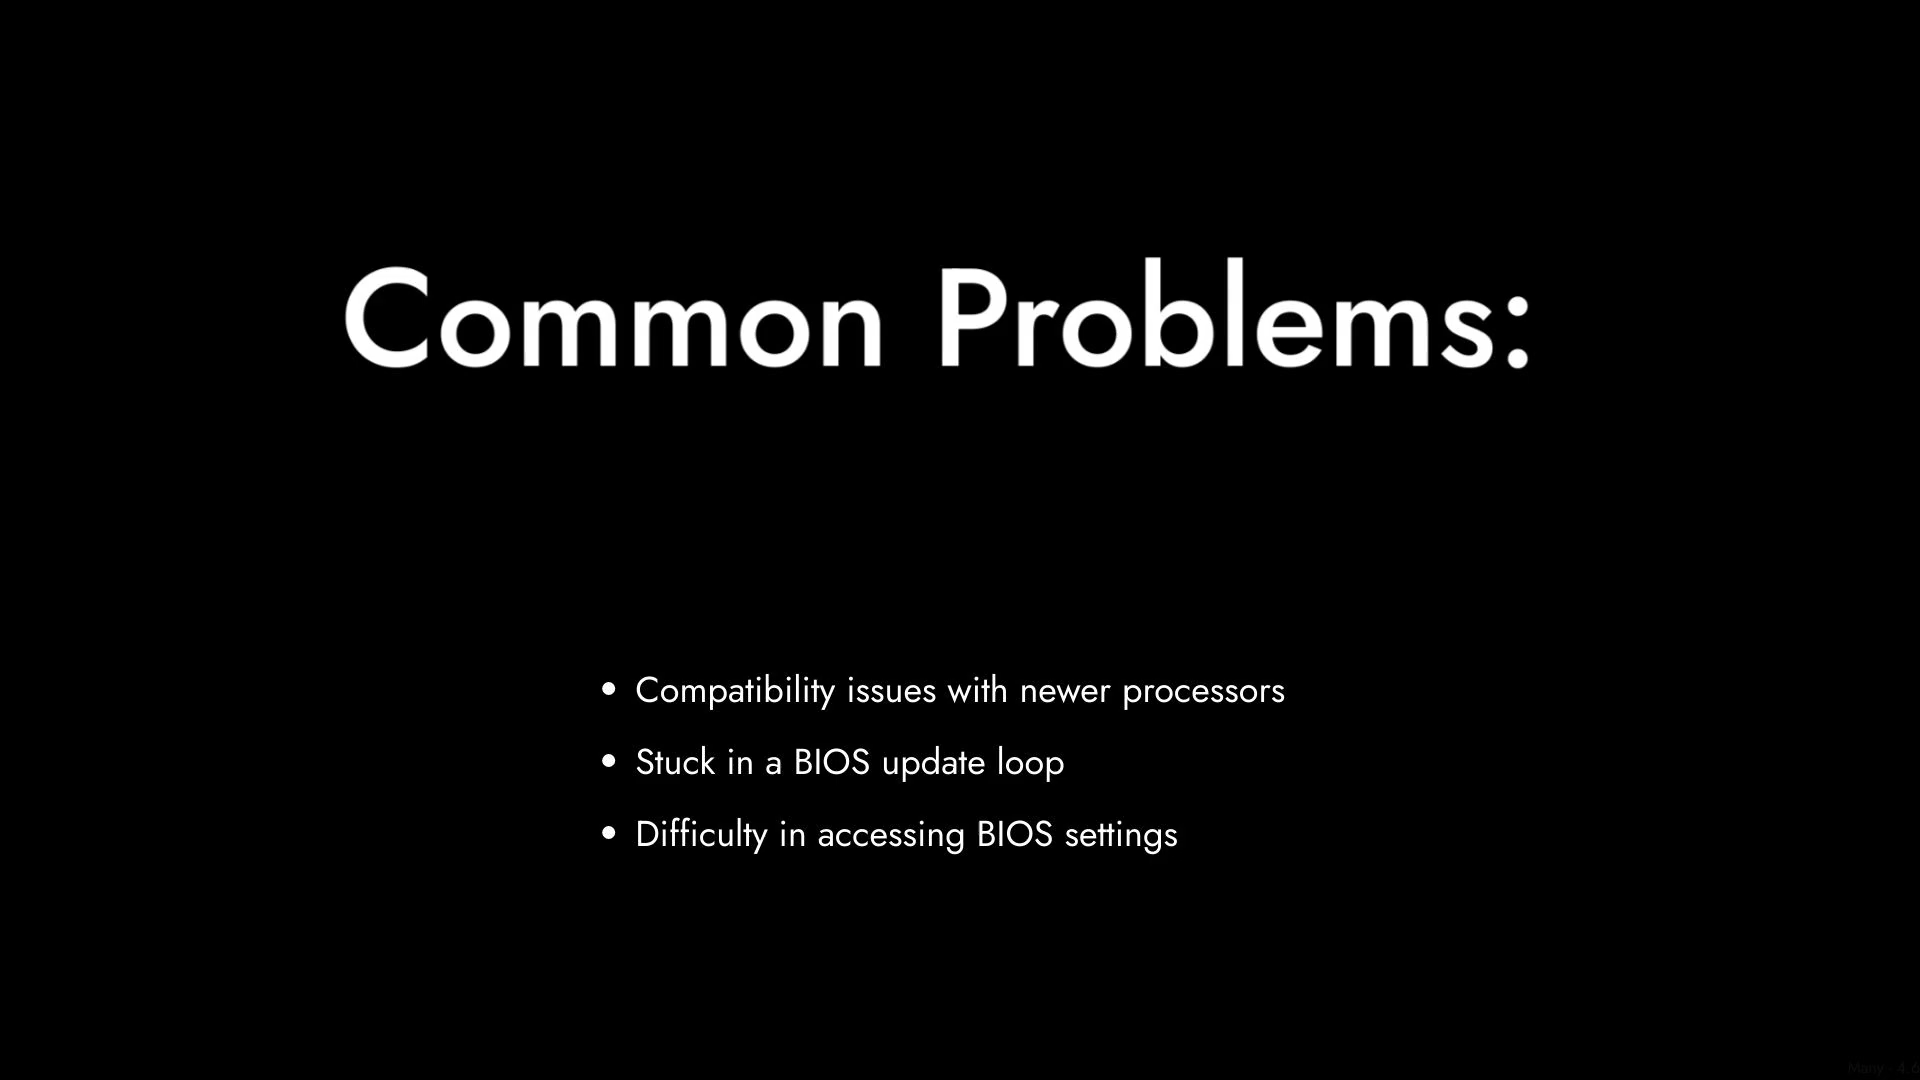 Common Problems:
• Compatibility issues with newer processors
• Stuck in a BIOS update loop
• Difficulty in accessing BIOS settings